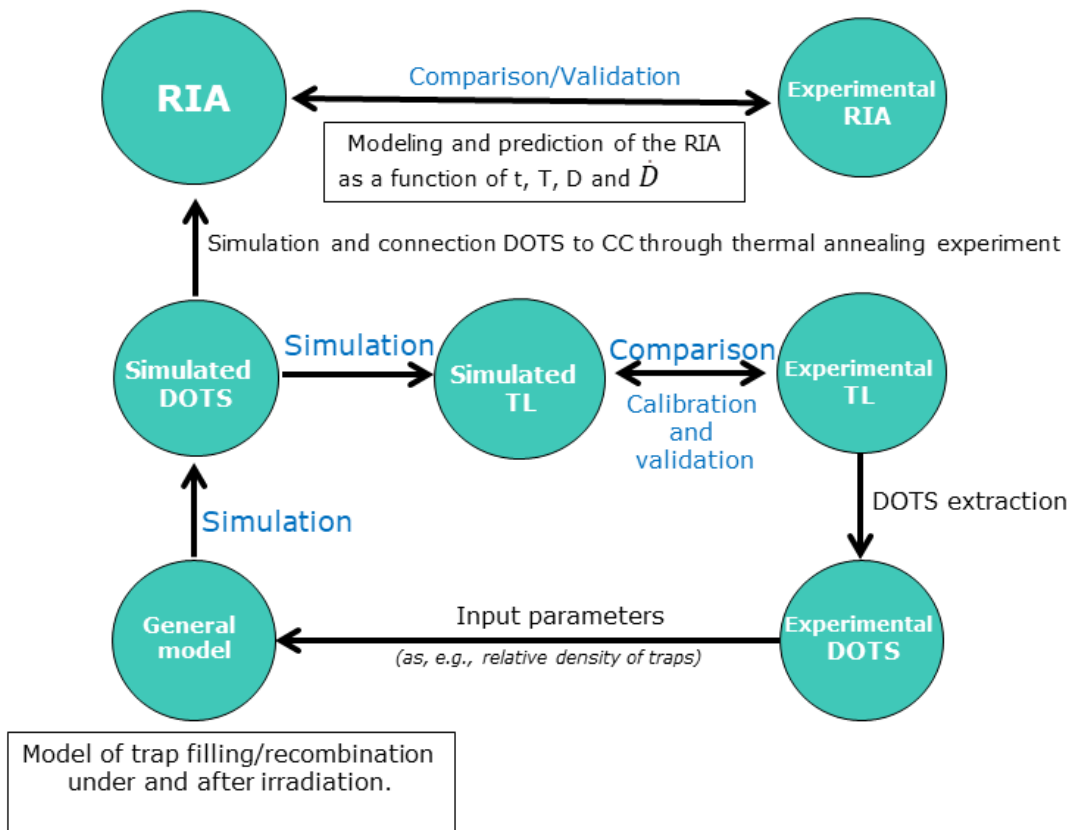 RIA
Comparison/Validation
Experimental
RIA
Modeling and prediction of the RIA
as a function of t, T, D and Ḋ
Simulation and connection DOTS to CC through thermal annealing experiment
Simulated
DOTS
Simulation
Simulated
TL
Comparison
Calibration
and
validation
Experimental
TL
DOTS extraction
Simulation
General
model
Input parameters
(as, e.g., relative density of traps)
Experimental
DOTS
Model of trap filling/recombination
under and after irradiation.